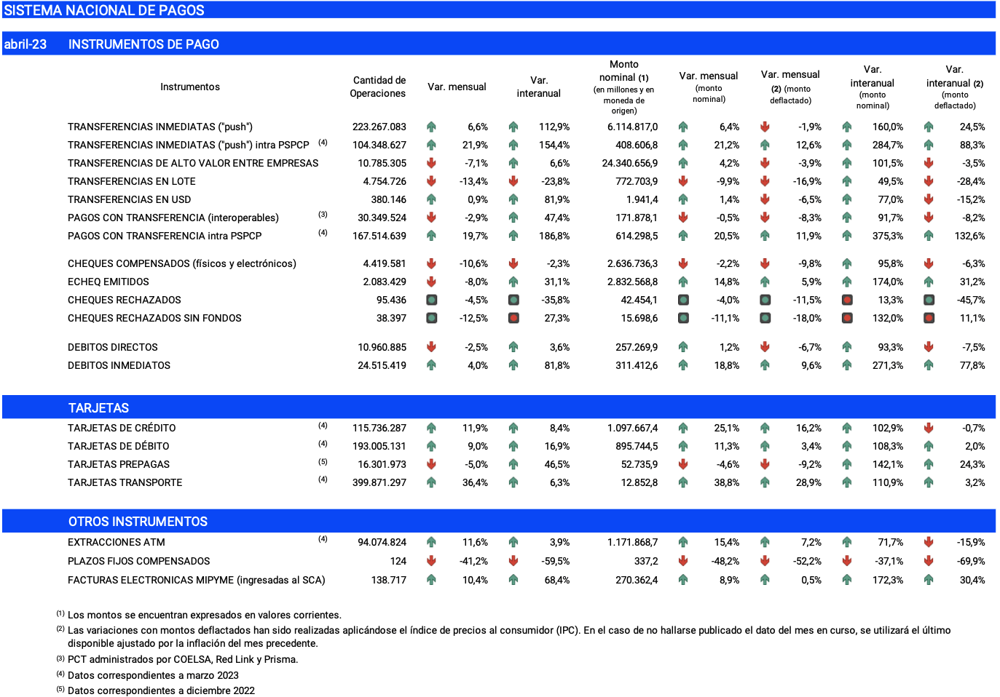 SISTEMA NACIONAL DE PAGOS
abril-23 INSTRUMENTOS DE PAGO
Instrumentos Cantidad de Operaciones Var. mensual Var. interanual Monto nominal (1) (en millones y en moneda de origen) Var. mensual (monto nominal) Var. mensual (2) (monto deflactado) Var. interanual (monto nominal) Var. interanual (2) (monto deflactado)
TRANSFERENCIAS INMEDIATAS ("push") 223.267.083 6,6% 112,9% 6.114.817,0 6,4% -1,9% 160,0% 24,5%
TRANSFERENCIAS INMEDIATAS ("push") intra PSPCP (4) 104.348.627 21,9% 154,4% 408.606,8 21,2% 12,6% 284,7% 88,3%
TRANSFERENCIAS DE ALTO VALOR ENTRE EMPRESAS 10.785.305 -7,1% 6,6% 24.340.656,9 4,2% -3,9% 101,5% -3,5%
TRANSFERENCIAS EN LOTE 4.754.726 -13,4% -23,8% 772.703,9 -9,9% -16,9% 49,5% -28,4%
TRANSFERENCIAS EN USD 380.146 0,9% 81,9% 1.941,4 1,4% -6,5% 77,0% -15,2%
PAGOS CON TRANSFERENCIA (interoperables) (3) 30.349.524 -2,9% 47,4% 171.878,1 -0,5% -8,3% 91,7% -8,2%
PAGOS CON TRANSFERENCIA intra PSPCP (4) 167.514.639 19,7% 186,8% 614.298,5 20,5% 11,9% 375,3% 132,6%
CHEQUES COMPENSADOS (físicos y electrónicos) 4.419.581 -10,6% -2,3% 2.636.736,3 -2,2% -9,8% 95,8% -6,3%
ECHEQ EMITIDOS 2.083.429 -8,0% 31,1% 2.832.568,8 14,8% 5,9% 174,0% 31,2%
CHEQUES RECHAZADOS 95.436 -4,5% -35,8% 42.454,1 -4,0% -11,5% 13,3% -45,7%
CHEQUES RECHAZADOS SIN FONDOS 38.397 -12,5% 27,3% 15.698,6 -11,1% -18,0% 132,0% 11,1%
DEBITOS DIRECTOS 10.960.885 -2,5% 3,6% 257.269,9 1,2% -6,7% 93,3% -7,5%
DEBITOS INMEDIATOS 24.515.419 4,0% 81,8% 311.412,6 18,8% 9,6% 271,3% 77,8%
TARJETAS
TARJETAS DE CRÉDITO (4) 115.736.287 11,9% 8,4% 1.097.667,4 25,1% 16,2% 102,9% -0,7%
TARJETAS DE DÉBITO (4) 193.005.131 9,0% 16,9% 895.744,5 11,3% 3,4% 108,3% 2,0%
TARJETAS PREPAGAS (5) 16.301.973 -5,0% 46,5% 52.735,9 -4,6% -9,2% 142,1% 24,3%
TARJETAS TRANSPORTE (4) 399.871.297 36,4% 6,3% 12.852,8 38,8% 28,9% 110,9% 3,2%
OTROS INSTRUMENTOS
EXTRACCIONES ATM (4) 94.074.824 11,6% 3,9% 1.171.868,7 15,4% 7,2% 71,7% -15,9%
PLAZOS FIJOS COMPENSADOS 124 -41,2% -59,5% 337,2 -48,2% -52,2% -37,1% -69,9%
FACTURAS ELECTRONICAS MIPYME (ingresadas al SCA) 138.717 10,4% 68,4% 270.362,4 8,9% 0,5% 172,3% 30,4%
(1) Los montos se encuentran expresados en valores corrientes.
(2) Las variaciones con montos deflactados han sido realizadas aplicándose el índice de precios al consumidor (IPC). En el caso de no hallarse publicado el dato del mes en curso, se utilizará el último
disponible ajustado por la inflación del mes precedente.
(3) PCT administrados por COELSA, Red Link y Prisma.
(4) Datos correspondientes a marzo 2023
(5) Datos correspondientes a diciembre 2022